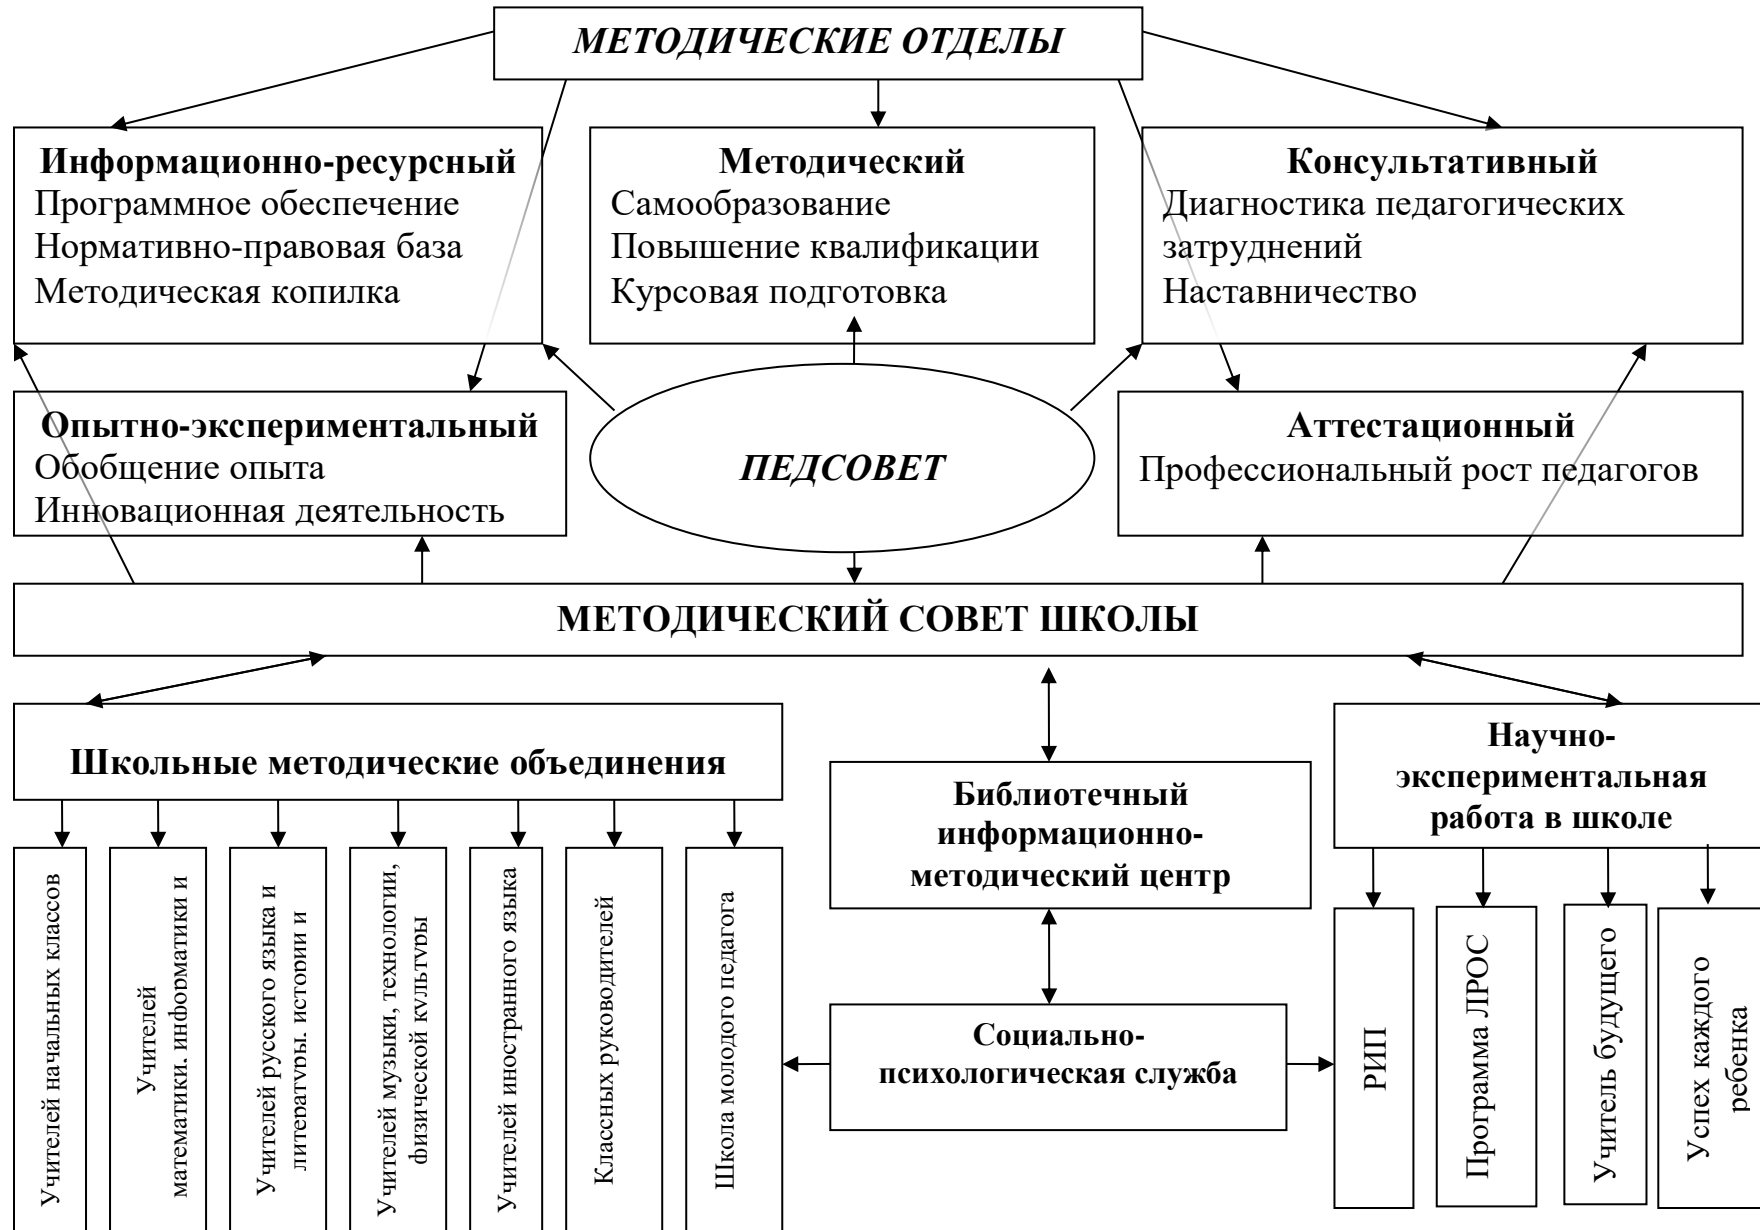 МЕТОДИЧЕСКИЕ ОТДЕЛЫ
Информационно-ресурсный
Программное обеспечение
Нормативно-правовая база
Методическая копилка
Методический
Самообразование
Повышение квалификации
Курсовая подготовка
Консультативный
Диагностика педагогических
затруднений
Наставничество
Опытно-экспериментальный
Обобщение опыта
Инновационная деятельность
ПЕДСОВЕТ
Аттестационный
Профессиональный рост педагогов
МЕТОДИЧЕСКИЙ СОВЕТ ШКОЛЫ
Школьные методические объединения
Учителей начальных классов
Учителей
математики, информатики и
Учителей русского языка и
литературы, истории и
Учителей музыки, технологии,
физической культуры
Учителей иностранного языка
Классных руководителей
Школа молодого педагога
Библиотечный
информационно-
методический центр
Социально-
психологическая служба
Научно-
экспериментальная
работа в школе
РИП
Программа ЛРОС
Учитель будущего
Успех каждого
ребенка